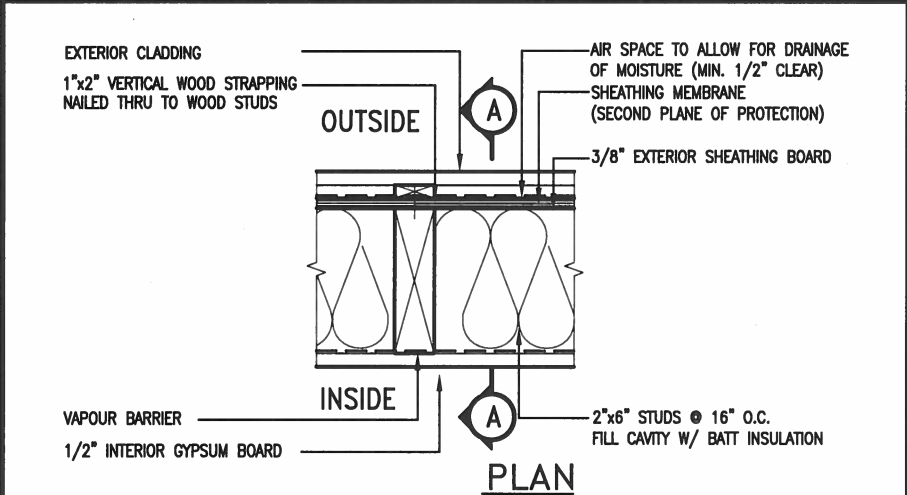 EXTERIOR CLADDING
1"x2" VERTICAL WOOD STRAPPING
NAILED THRU TO WOOD STUDS
AIR SPACE TO ALLOW FOR DRAINAGE
OF MOISTURE (MIN. 1/2" CLEAR)
SHEATHING MEMBRANE
(SECOND PLANE OF PROTECTION)
3/8" EXTERIOR SHEATHING BOARD
OUTSIDE
A
INSIDE
A
VAPOUR BARRIER
1/2" INTERIOR GYPSUM BOARD
2"x6" STUDS @ 16" O.C.
FILL CAVITY W/ BATT INSULATION
PLAN